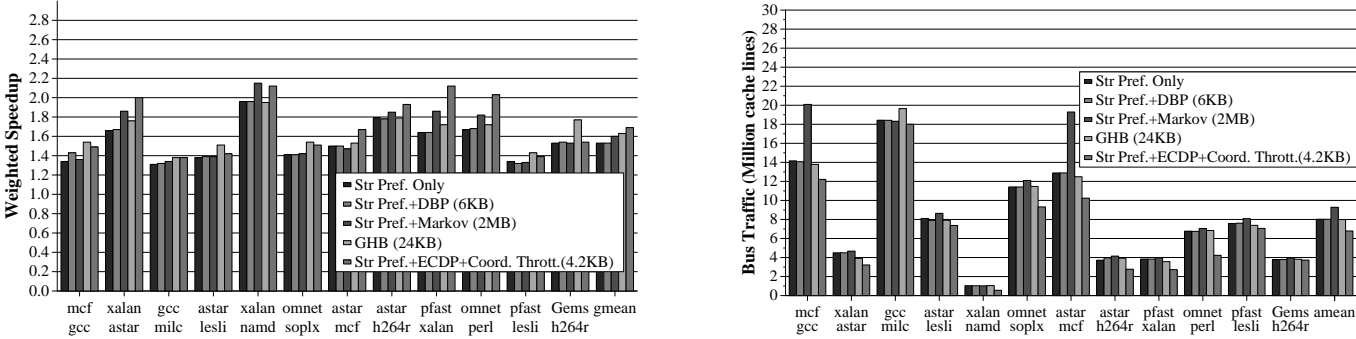 Weighted Speedup
2.8
2.6
2.4
2.2
2.0
1.8
1.6
1.4
1.2
1.0
0.8
0.6
0.4
0.2
0.0
Str Pref. Only
Str Pref.+DBP (6KB)
Str Pref.+Markov (2MB)
GHB (24KB)
Str Pref.+ECDP+Coord. Thrott.(4.2KB)
mcf xalan gcc astar xalan omnet astar astar pfast omnet pfast Gems gmean
gcc astar milc lesli namd soplx mcf h264r xalan perl lesli h264r
Bus Traffic (Million cache lines)
30
28
26
24
22
20
18
16
14
12
10
8
6
4
2
0
Str Pref. Only
Str Pref.+DBP (6KB)
Str Pref.+Markov (2MB)
GHB (24KB)
Str Pref.+ECDP+Coord. Thrott.(4.2KB)
mcf xalan gcc astar xalan omnet astar astar pfast omnet pfast Gems amean
gcc astar milc lesli namd soplx mcf h264r xalan perl lesli h264r